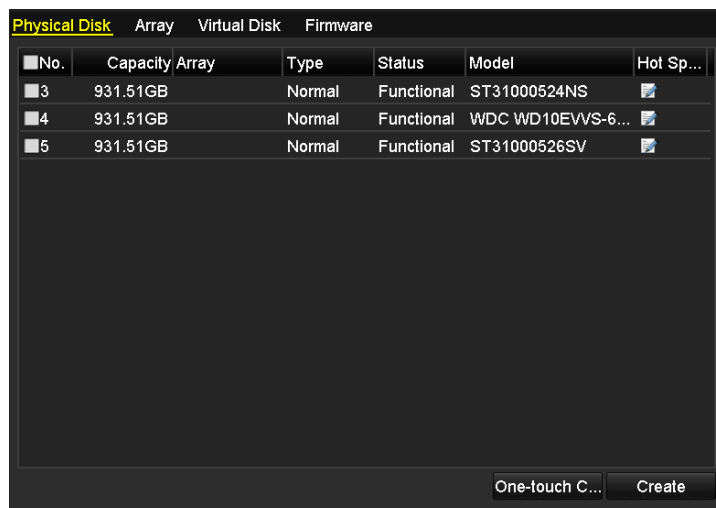 Physical Disk Array Virtual Disk Firmware
No. Capacity Array Type Status Model Hot Sp...
3 931.51GB Normal Functional ST31000524NS
4 931.51GB Normal Functional WDC WD10EVVS-6...
5 931.51GB Normal Functional ST31000526SV
One-touch C... Create